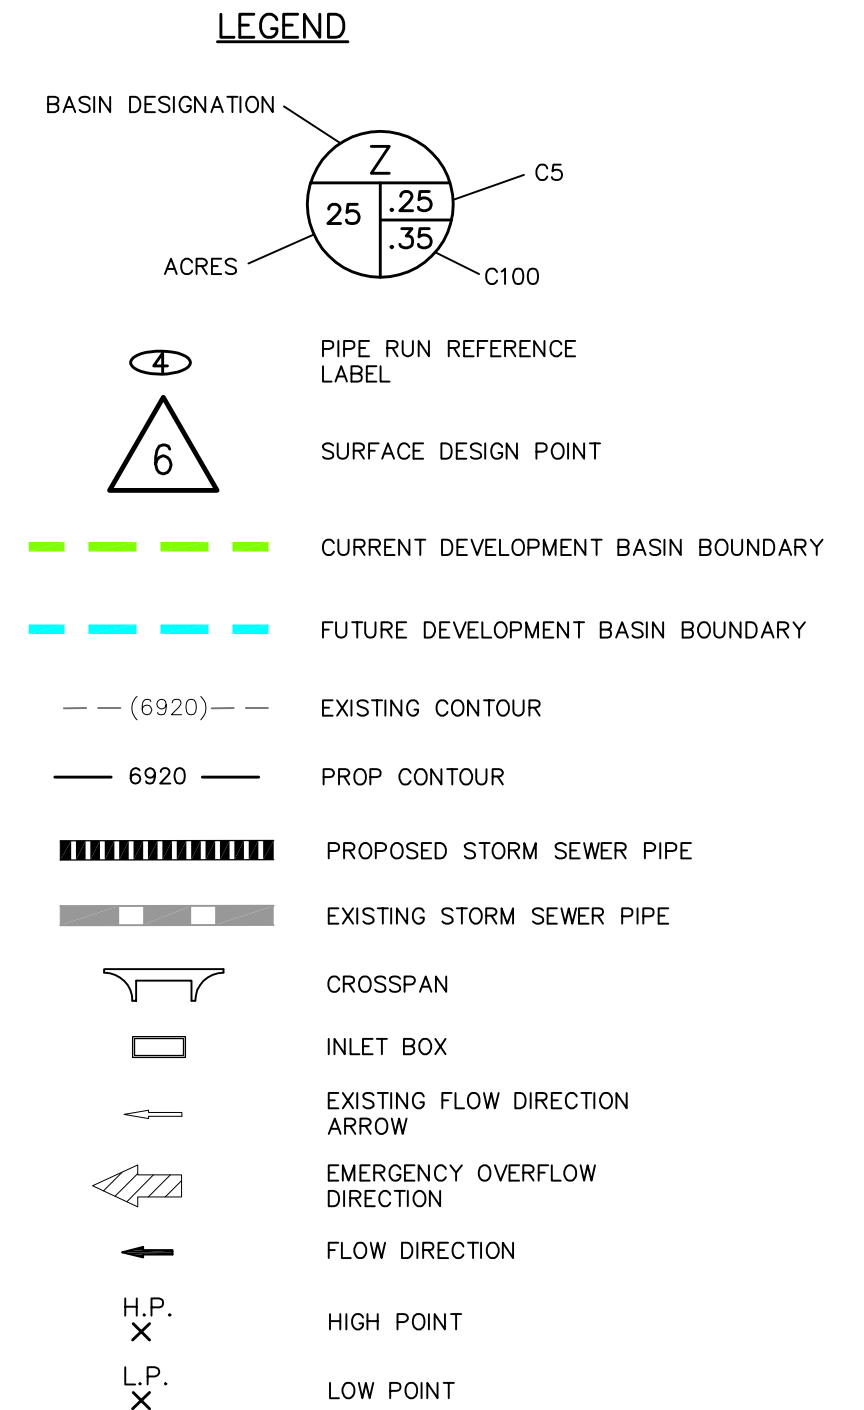 LEGEND
BASIN DESIGNATION
Z
C5
25
.25
.35
ACRES
C100
4
PIPE RUN REFERENCE
LABEL
6
SURFACE DESIGN POINT
CURRENT DEVELOPMENT BASIN BOUNDARY
FUTURE DEVELOPMENT BASIN BOUNDARY
(6920)
EXISTING CONTOUR
6920
PROP CONTOUR
PROPOSED STORM SEWER PIPE
EXISTING STORM SEWER PIPE
CROSSPAN
INLET BOX
EXISTING FLOW DIRECTION
ARROW
EMERGENCY OVERFLOW
DIRECTION
FLOW DIRECTION
H.P.
HIGH POINT
L.P.
LOW POINT